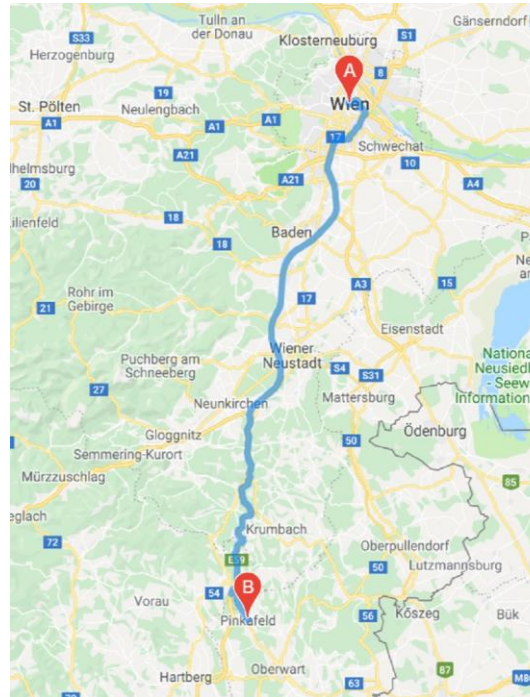 Tulln an
der Donau
S33
Herzogenburg
Klosterneuburg
S1
Gänserndorf
A
8
19
St. Pölten
Neulengbach
Wien
A1
A1
A1
17
Schwechat
A21
10
20
A21
A4
18
Baden
18
21
Rohr im
Gebirge
17
A3
15
Eisenstadt
Puchberg am
Schneeberg
Wiener
Neustadt
S4
S31
National
Neusiedl
- Seew
Information
27
Neunkirchen
Mattersburg
Gloggnitz
Ödenburg
Semmering-Kurort
50
Mürzzuschlag
85
Krumbach
72
Oberpullendorf
Lutzmannsburg
B
54
50
Vorau
Pinkafeld
56
Kőszeg
Bük
Hartberg
Oberwart
63
87